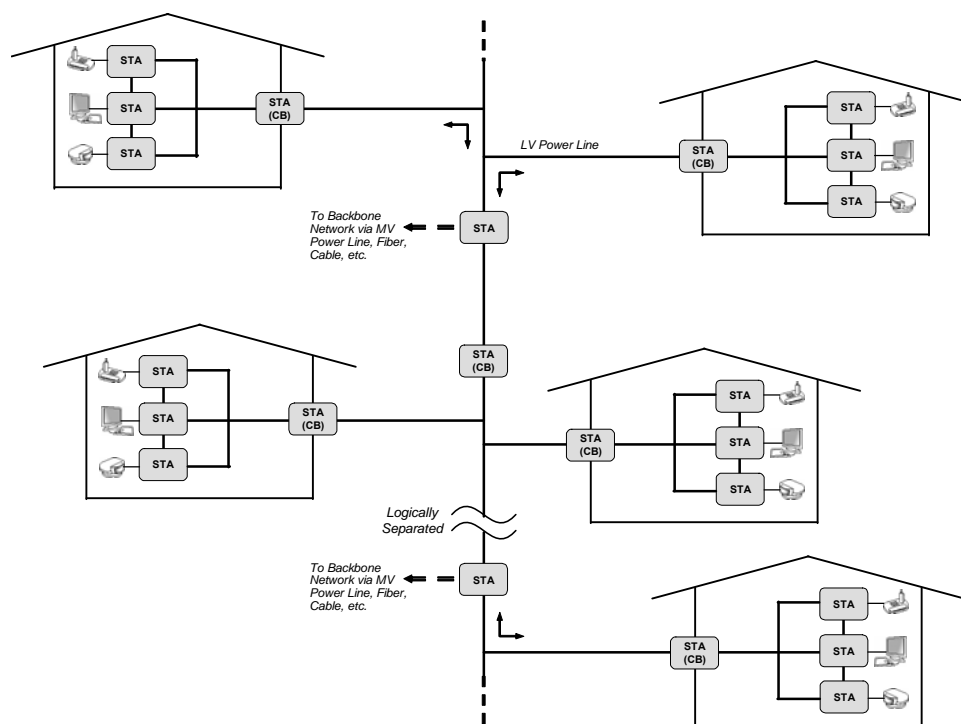 STA
STA
STA
(CB)
STA
STA
LV Power Line
STA
(CB)
STA
STA
To Backbone
Network via MV
Power Line, Fiber,
Cable, etc.
STA
STA
(CB)
STA
STA
STA
STA
(CB)
STA
STA
(CB)
STA
STA
Logically
Separated
To Backbone
Network via MV
Power Line, Fiber,
Cable, etc.
STA
STA
STA
(CB)
STA
STA